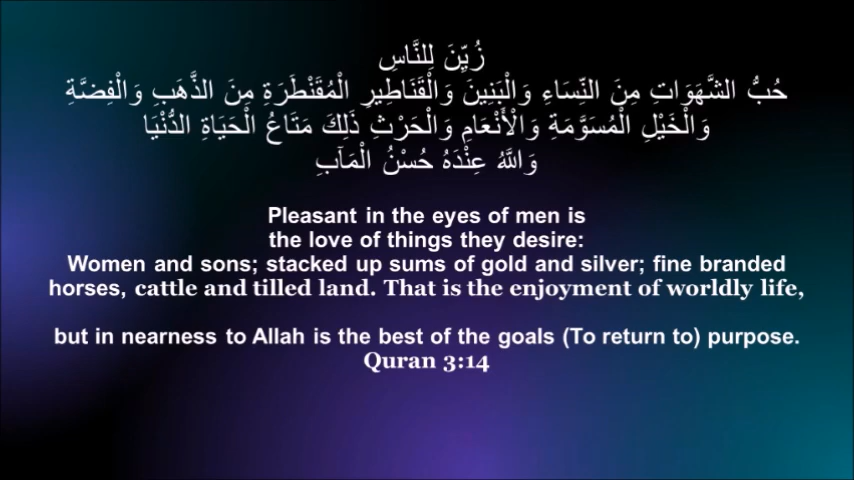 زُيِّنَ لِلنَّاسِ
حُبُّ الشَّهَوَاتِ مِنَ النِّسَاءِ وَالْبَنِينَ وَالْقَنَاطِيرِ الْمُقَنْطَرَةِ مِنَ الذَّهَبِ وَالْفِضَّةِ
وَالْخَيْلِ الْمُسَوَّمَةِ وَالْأَنْعَامِ وَالْحَرْثِ ذَلِكَ مَتَاعُ الْحَيَاةِ الدُّنْيَا
وَاللَّهُ عِنْدَهُ حُسْنُ الْمَآبِ
Pleasant in the eyes of men is
the love of things they desire:
Women and sons; stacked up sums of gold and silver; fine branded
horses, cattle and tilled land. That is the enjoyment of worldly life,
but in nearness to Allah is the best of the goals (To return to) purpose.
Quran 3:14